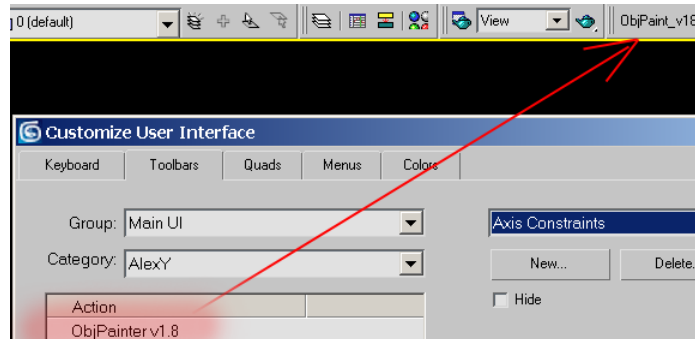 0 (default)
View
ObjPaint_v18
Customize User Interface
Keyboard Toolbars Quads Menus Colors
Group: Main UI
Axis Constraints
Category: AlexY
New... Delete.
Hide
Action
ObjPainter v1.8